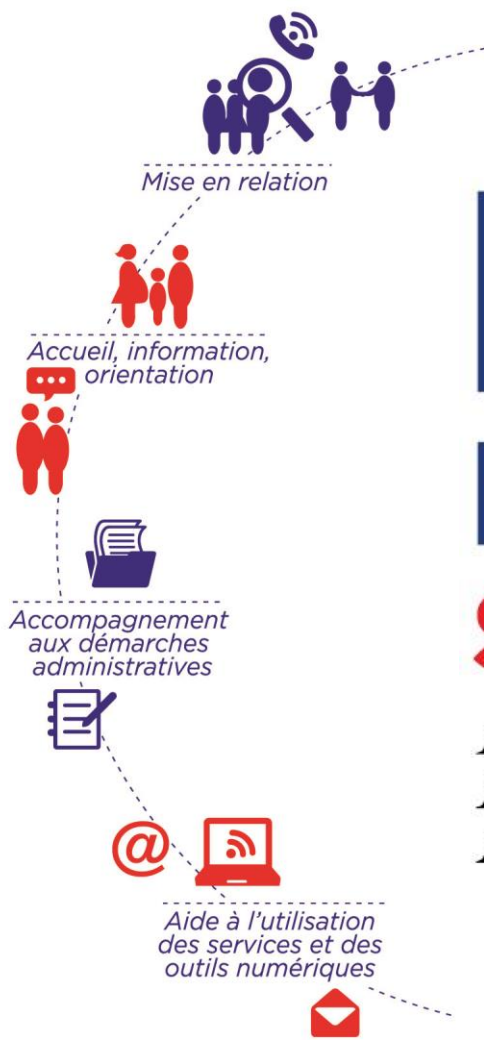 Mise en relation
Accueil, information,
orientation
Accompagnement
aux démarches
administratives
@
Aide à l'utilisation
des services et des
outils numériques